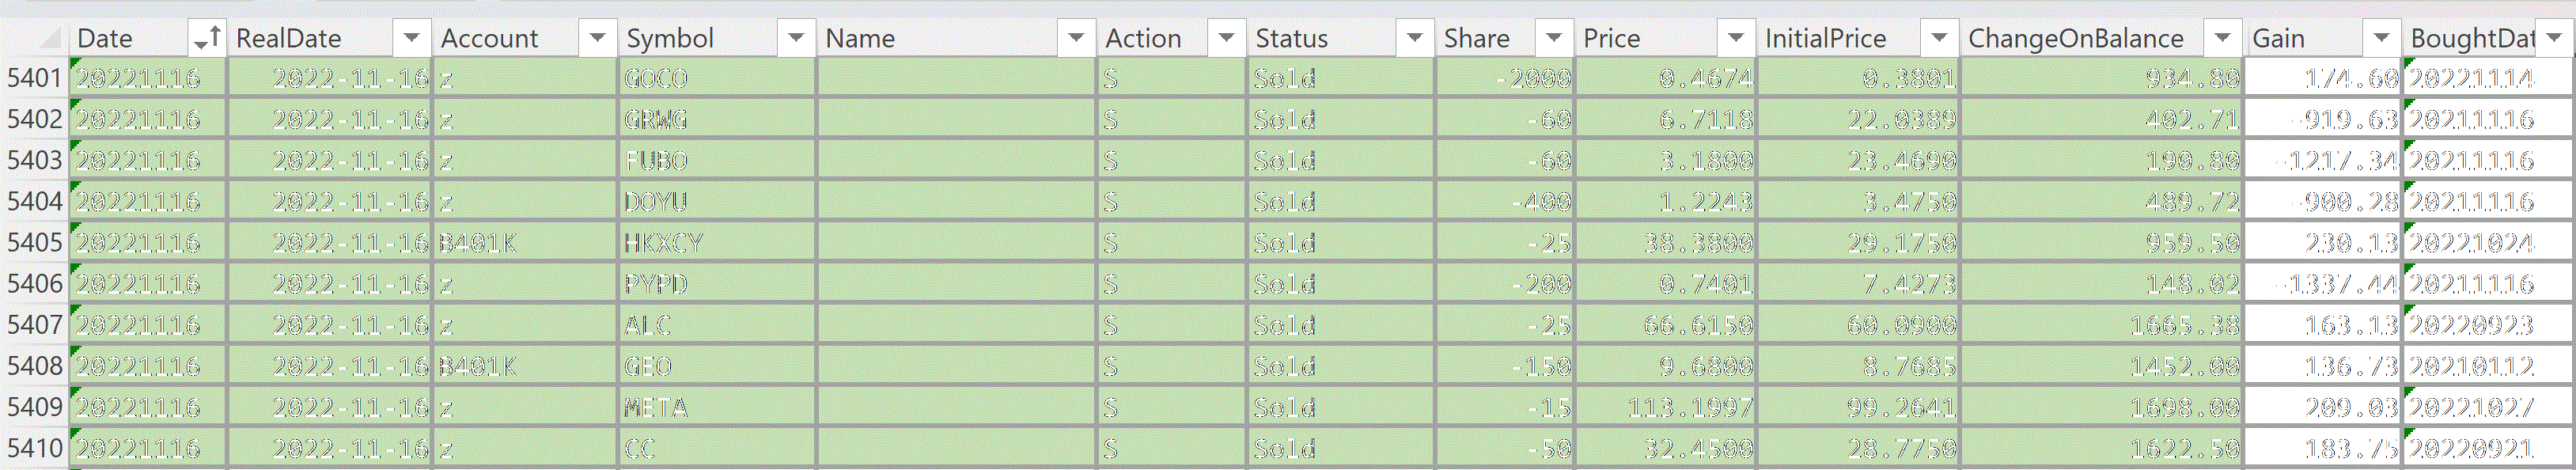 Date RealDate Account Symbol Name Action Status Share Price InitialPrice ChangeOnBalance Gain BoughtDat
5401 20221116 2022-11-16 z GOCO S Sold -2000 0.4674 0.3801 934.80 174.60 20221114
5402 20221116 2022-11-16 z GRWG S Sold -60 6.7118 22.0389 402.71 -919.63 20211116
5403 20221116 2022-11-16 z FUBO S Sold -60 3.1800 23.4690 190.80 -1217.34 20211116
5404 20221116 2022-11-16 z DOYU S Sold -400 1.2243 3.4750 489.72 -900.28 20211116
5405 20221116 2022-11-16 B401K HKXCY S Sold -25 38.3800 29.1750 959.50 230.13 20221024
5406 20221116 2022-11-16 z PYPD S Sold -200 0.7401 7.4273 148.02 -1337.44 20211116
5407 20221116 2022-11-16 z ALC S Sold -25 66.6150 60.0900 1665.38 163.13 20220923
5408 20221116 2022-11-16 B401K GEO S Sold -150 9.6800 8.7685 1452.00 136.73 20210112
5409 20221116 2022-11-16 z META S Sold -15 113.1997 99.2641 1698.00 209.03 20221027
5410 20221116 2022-11-16 z CC S Sold -50 32.4500 28.7750 1622.50 183.75 20220921